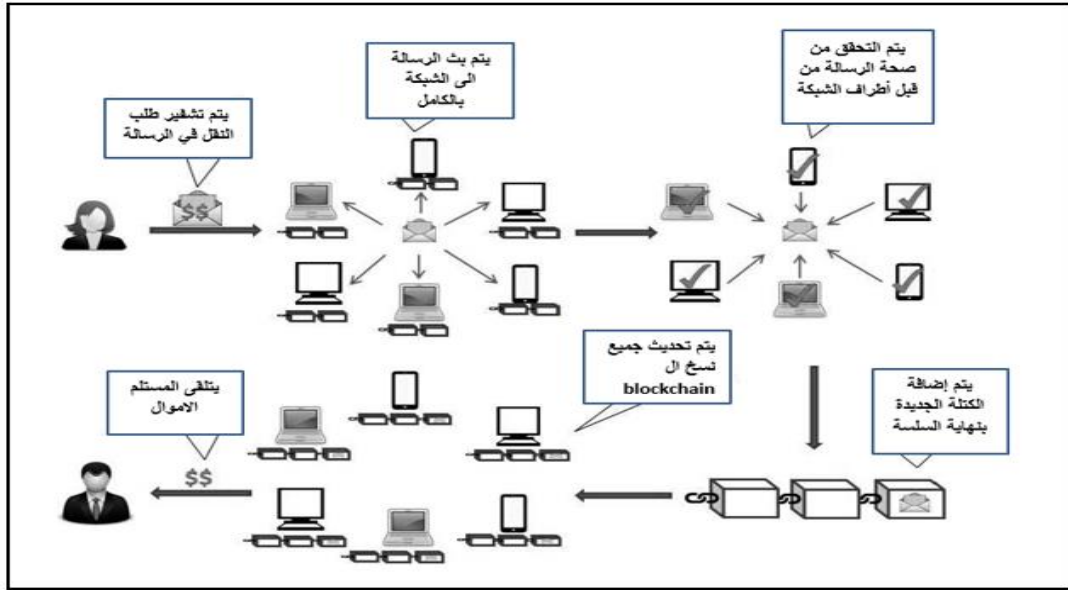 يتم تشفير طلب
النقل في الرسالة
$$
يتم بث الرسالة
الى الشبكة
بالكامل
يتم التحقق من
صحة الرسالة من
قبل أطراف الشبكة
يتم إضافة
الكتلة الجديدة
بنهاية السلسة
يتم تحديث جميع
نسخ ال
blockchain
يتلقى المستلم
الاموال
$$